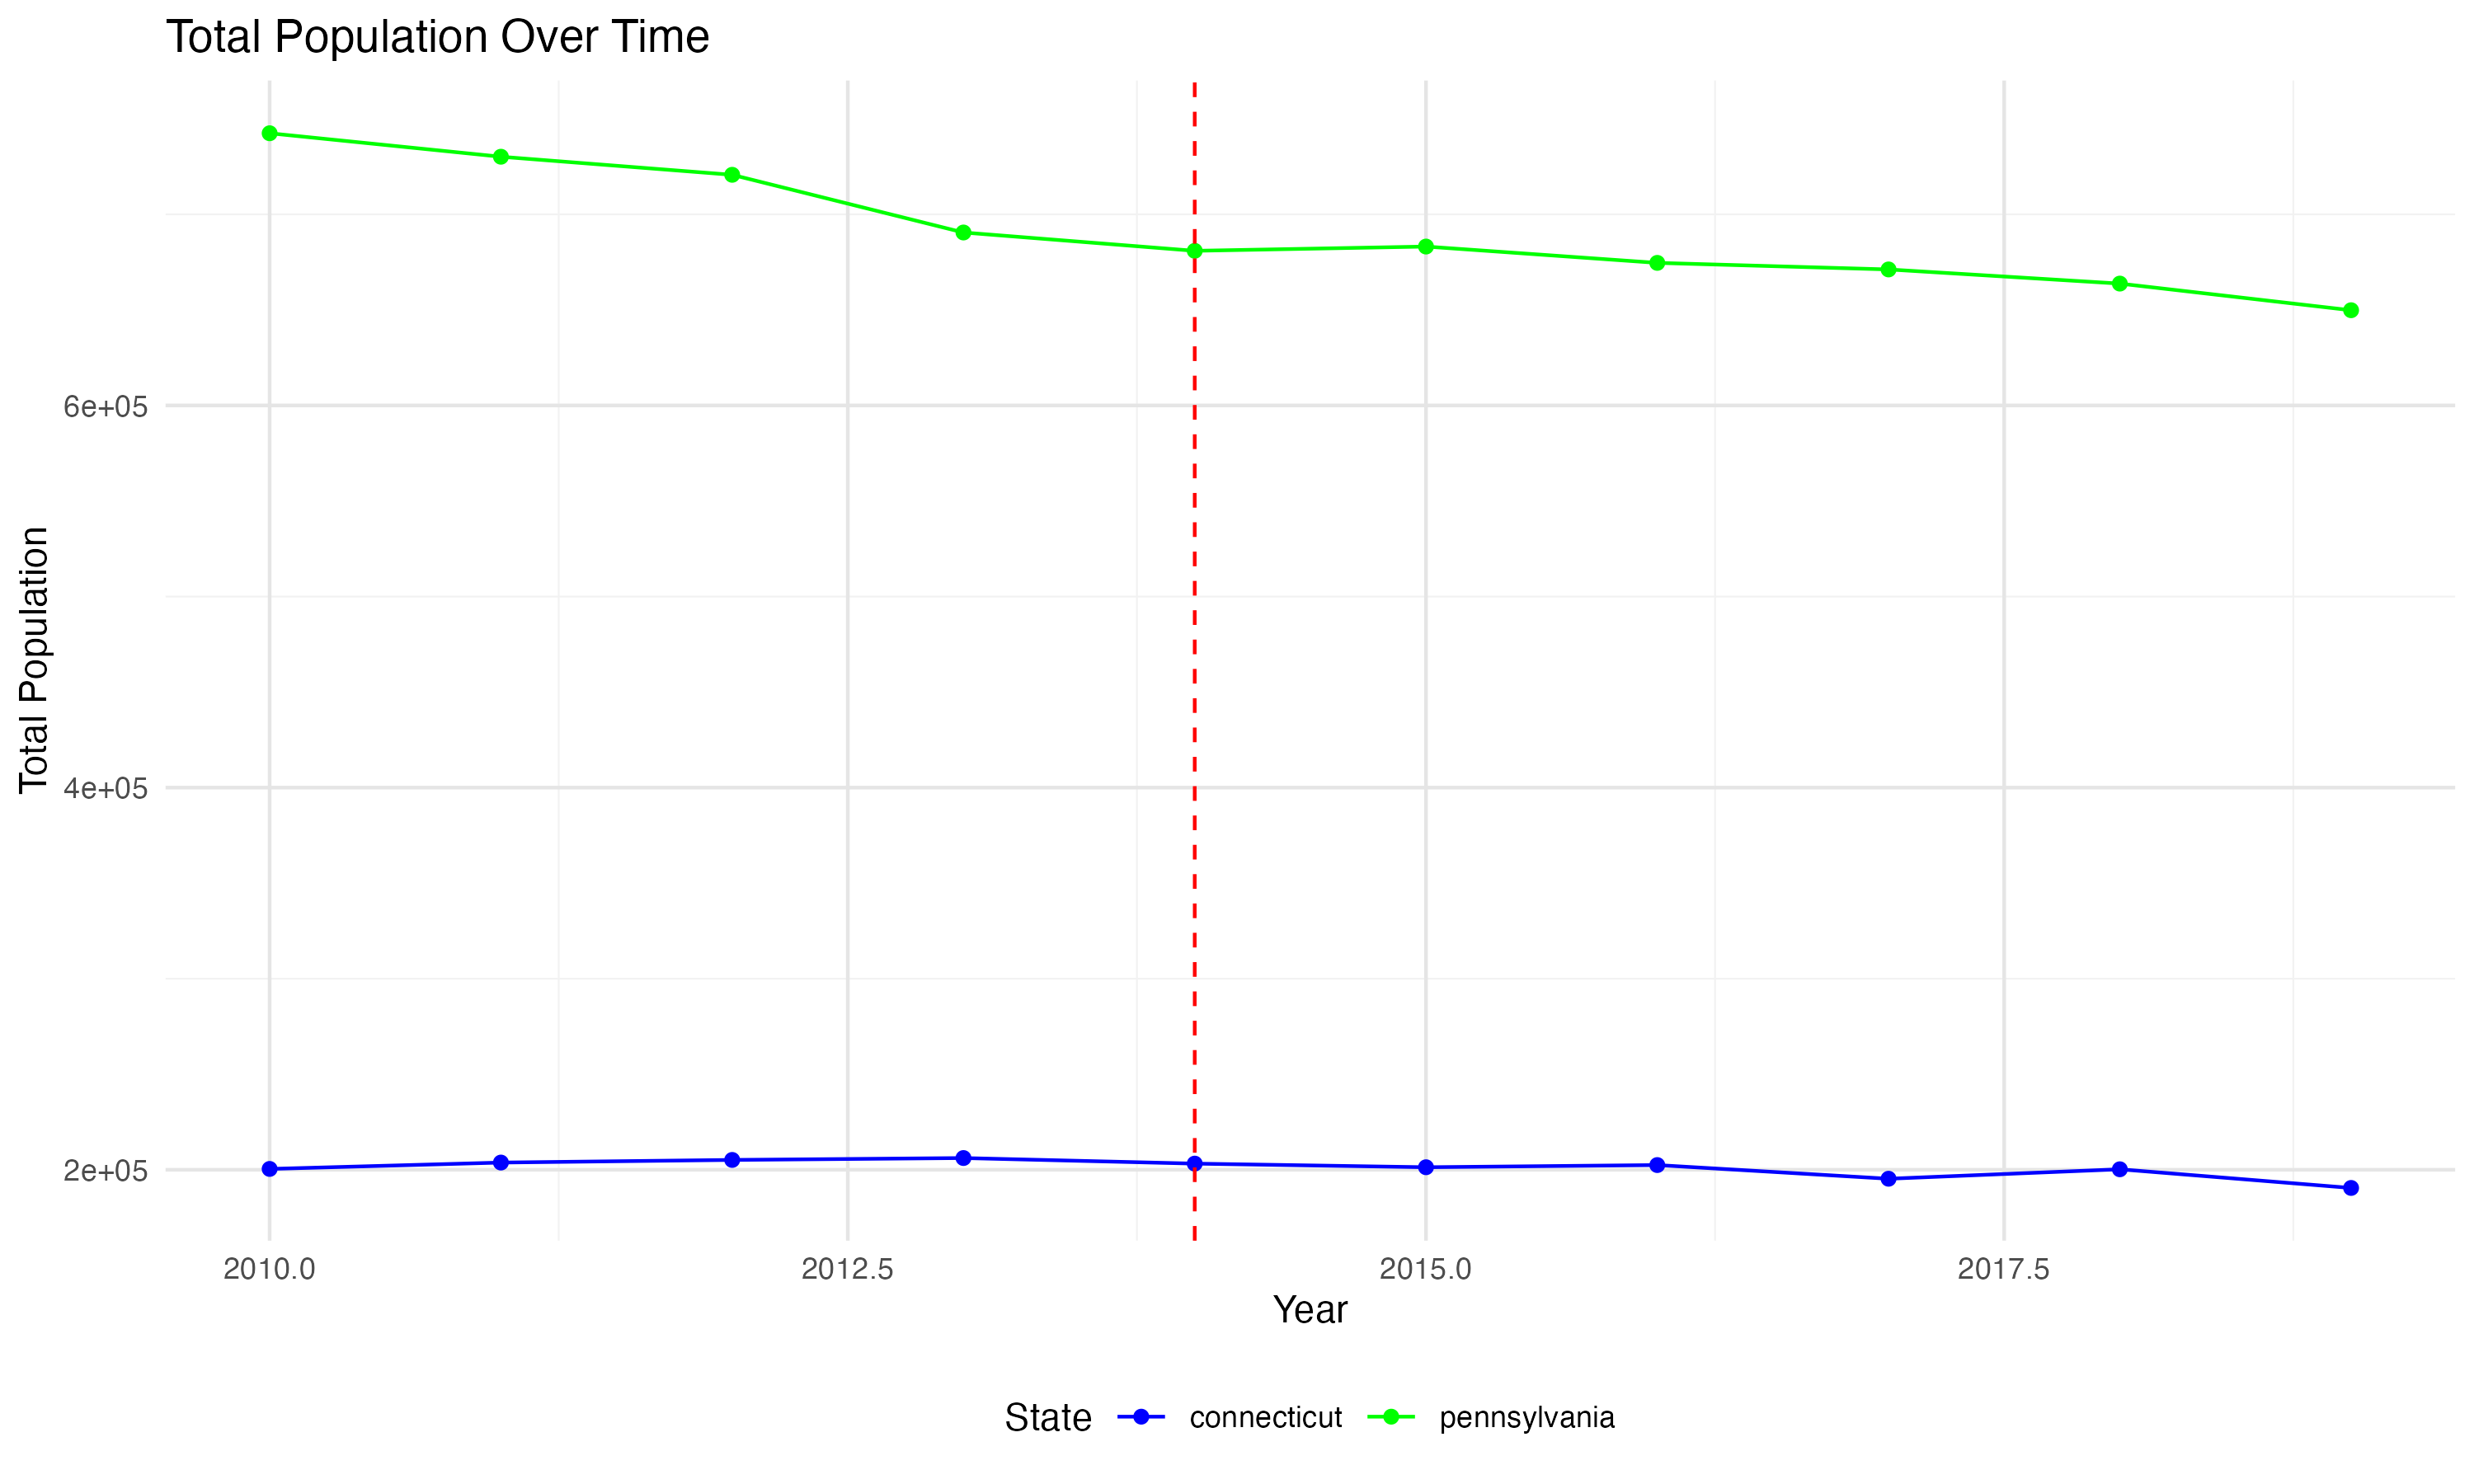 Total Population Over Time
Total Population
6e+05
4e+05
2e+05
2010.0 2012.5 2015.0 2017.5
Year
State connecticut pennsylvania